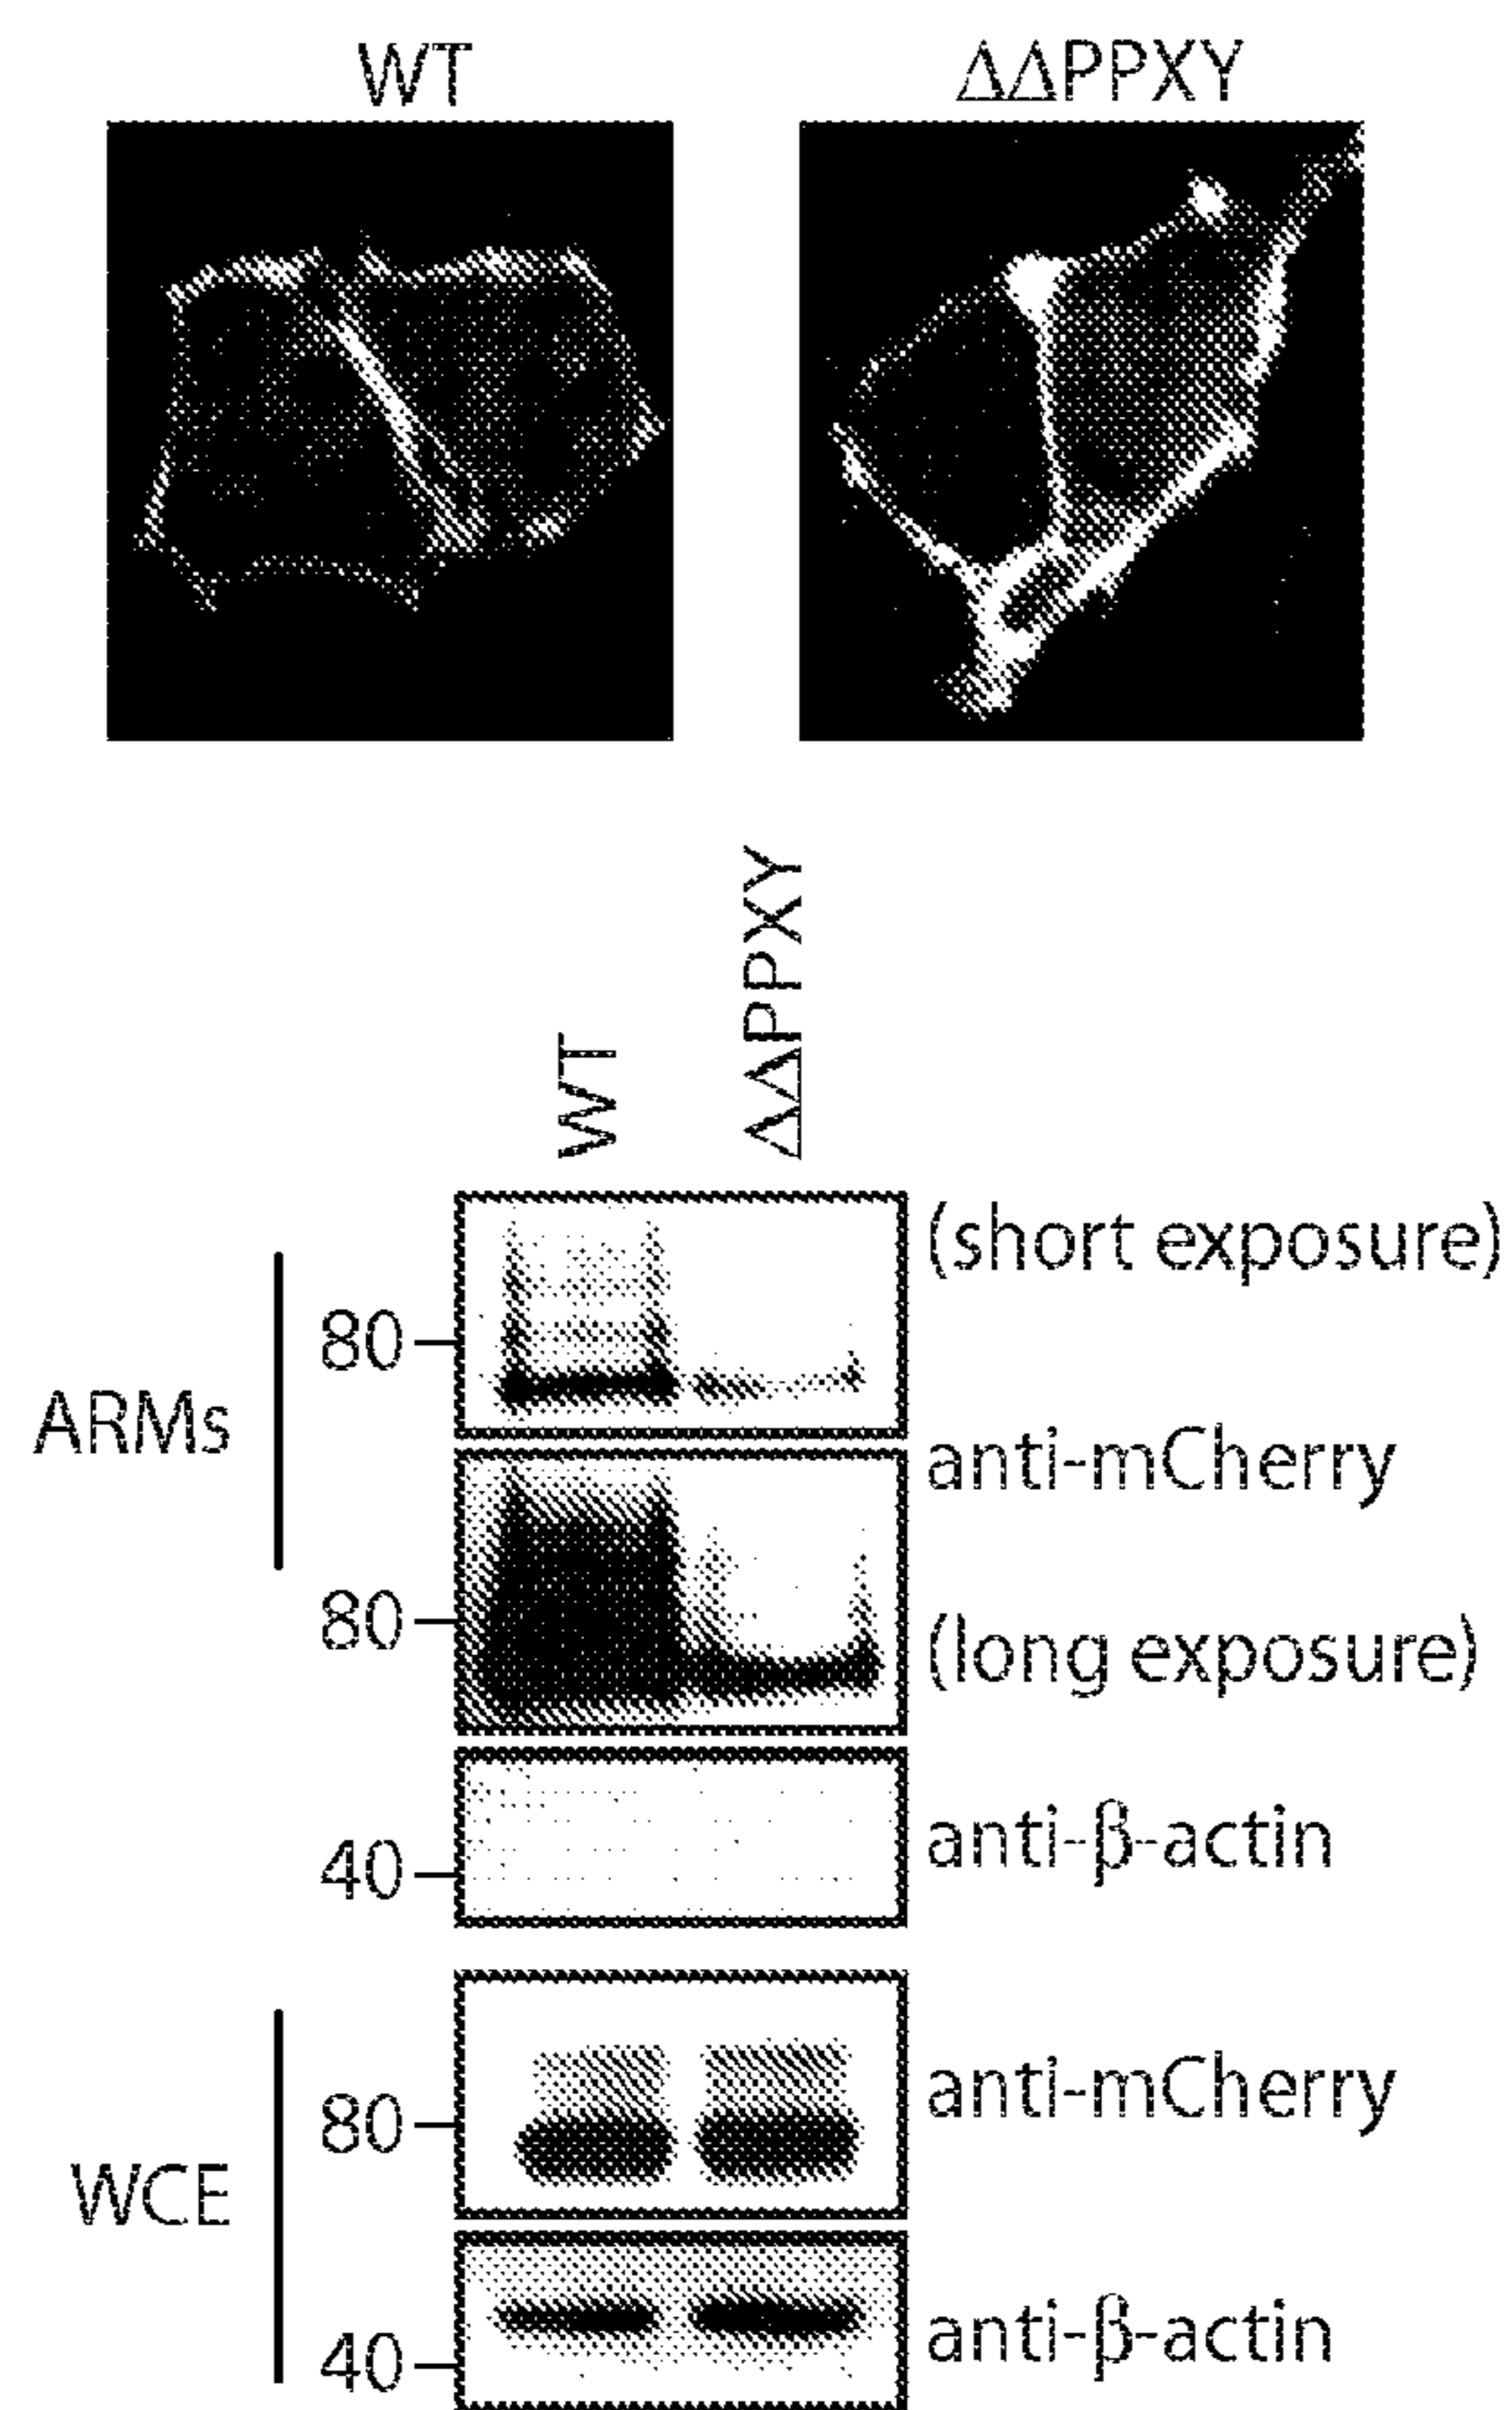 WT
ΔΔPPXY
WT
ΔΔPPXY
(short exposure)
80
ARMs
anti-mCherry
80
(long exposure)
anti-β-actin
40
anti-mCherry
80
WCE
anti-β-actin
40